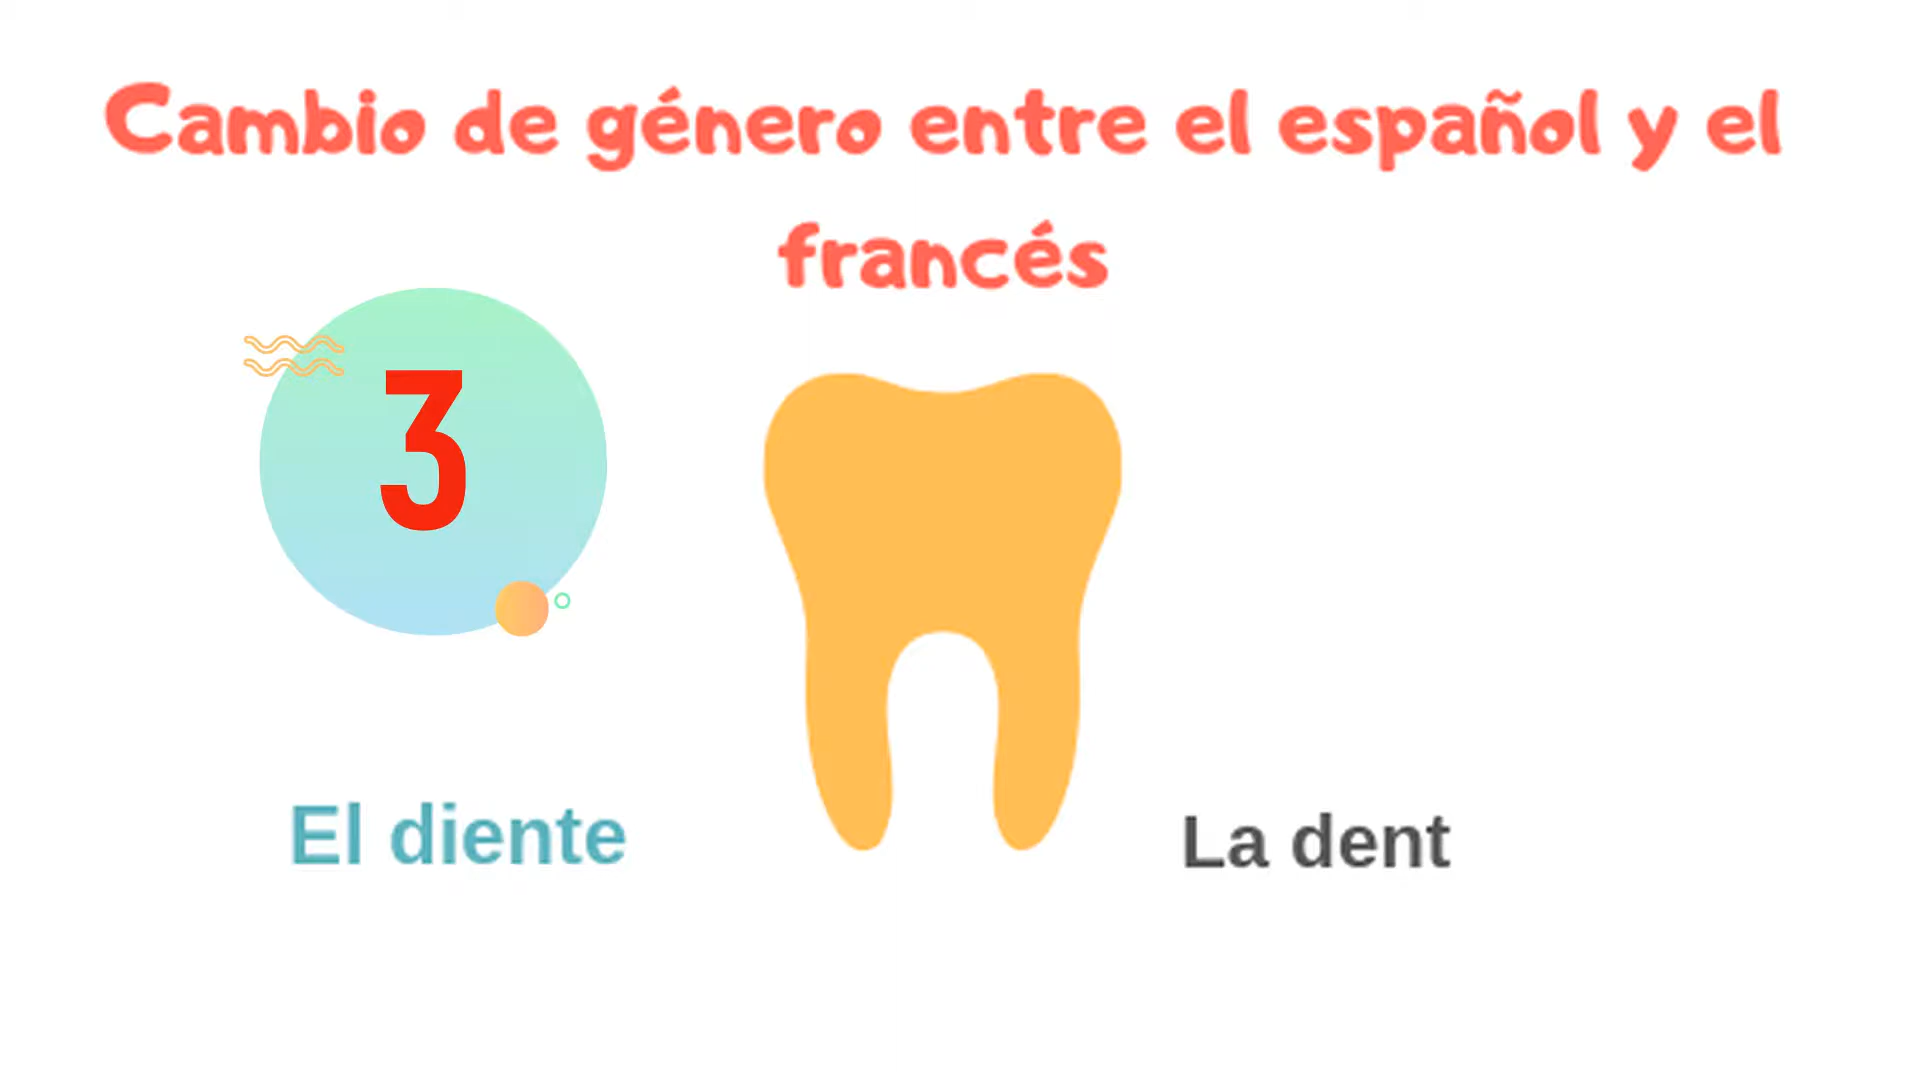 Cambio de género entre el español y el
francés
3
El diente
La dent